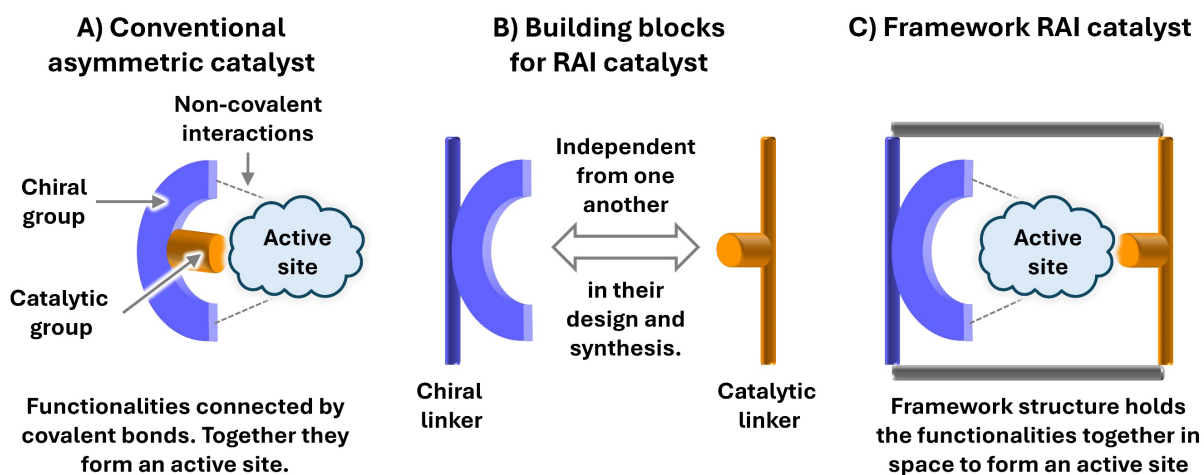 A) Conventional
asymmetric catalyst
Non-covalent
interactions
Chiral
group
Active
site
Catalytic
group
Functionalities connected by
covalent bonds. Together they
form an active site.
B) Building blocks
for RAI catalyst
Independent
from one
another
in their
design and
synthesis.
Chiral
linker
Catalytic
linker
C) Framework RAI catalyst
Active
site
Framework structure holds
the functionalities together in
space to form an active site